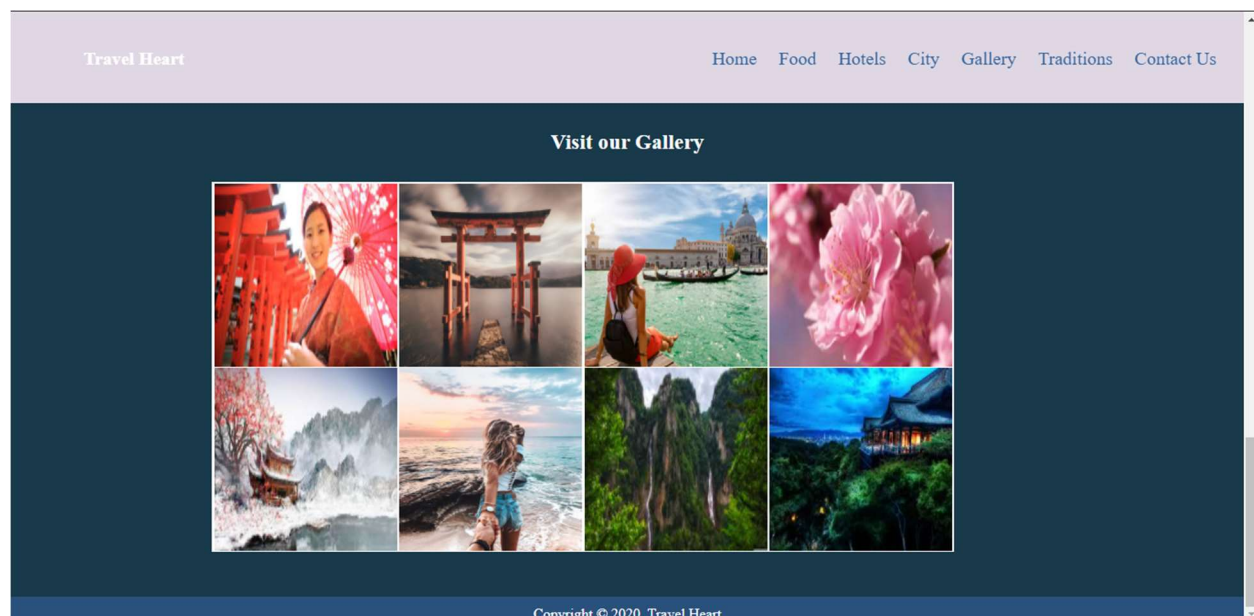 Travel Heart
Home Food Hotels City Gallery Traditions Contact Us
Visit our Gallery
Copyright © 2020. Travel Heart